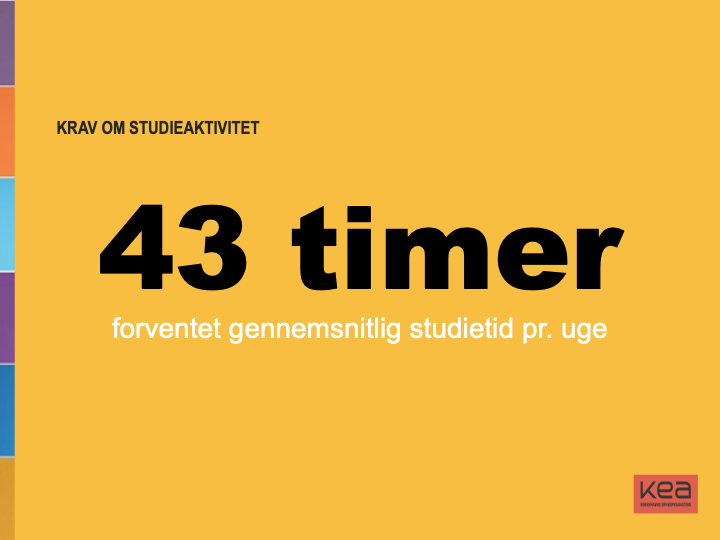 KRAV OM STUDIEAKTIVITET
43 timer
forventet gennemsnitlig studietid pr. uge
kea